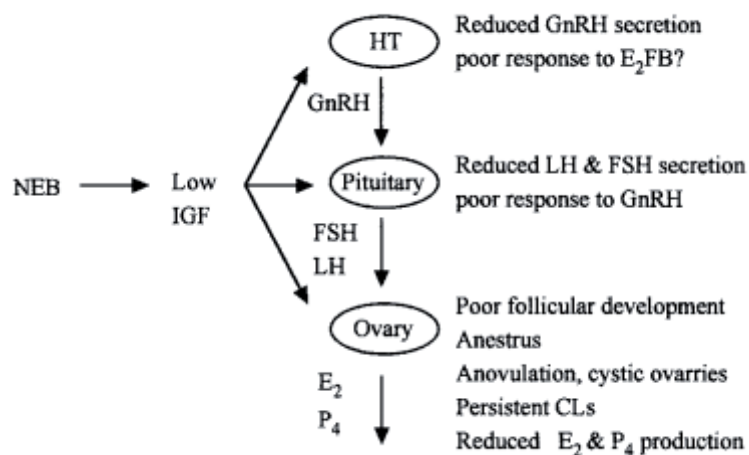 HT
Reduced GnRH secretion
poor response to E₂FB?
GnRH
NEB
Low
IGF
Pituitary
Reduced LH & FSH secretion
poor response to GnRH
FSH
LH
Ovary
Poor follicular development
Anestrus
Anovulation, cystic ovarries
Persistent CLs
Reduced E₂ & P₄ production
E₂
P₄